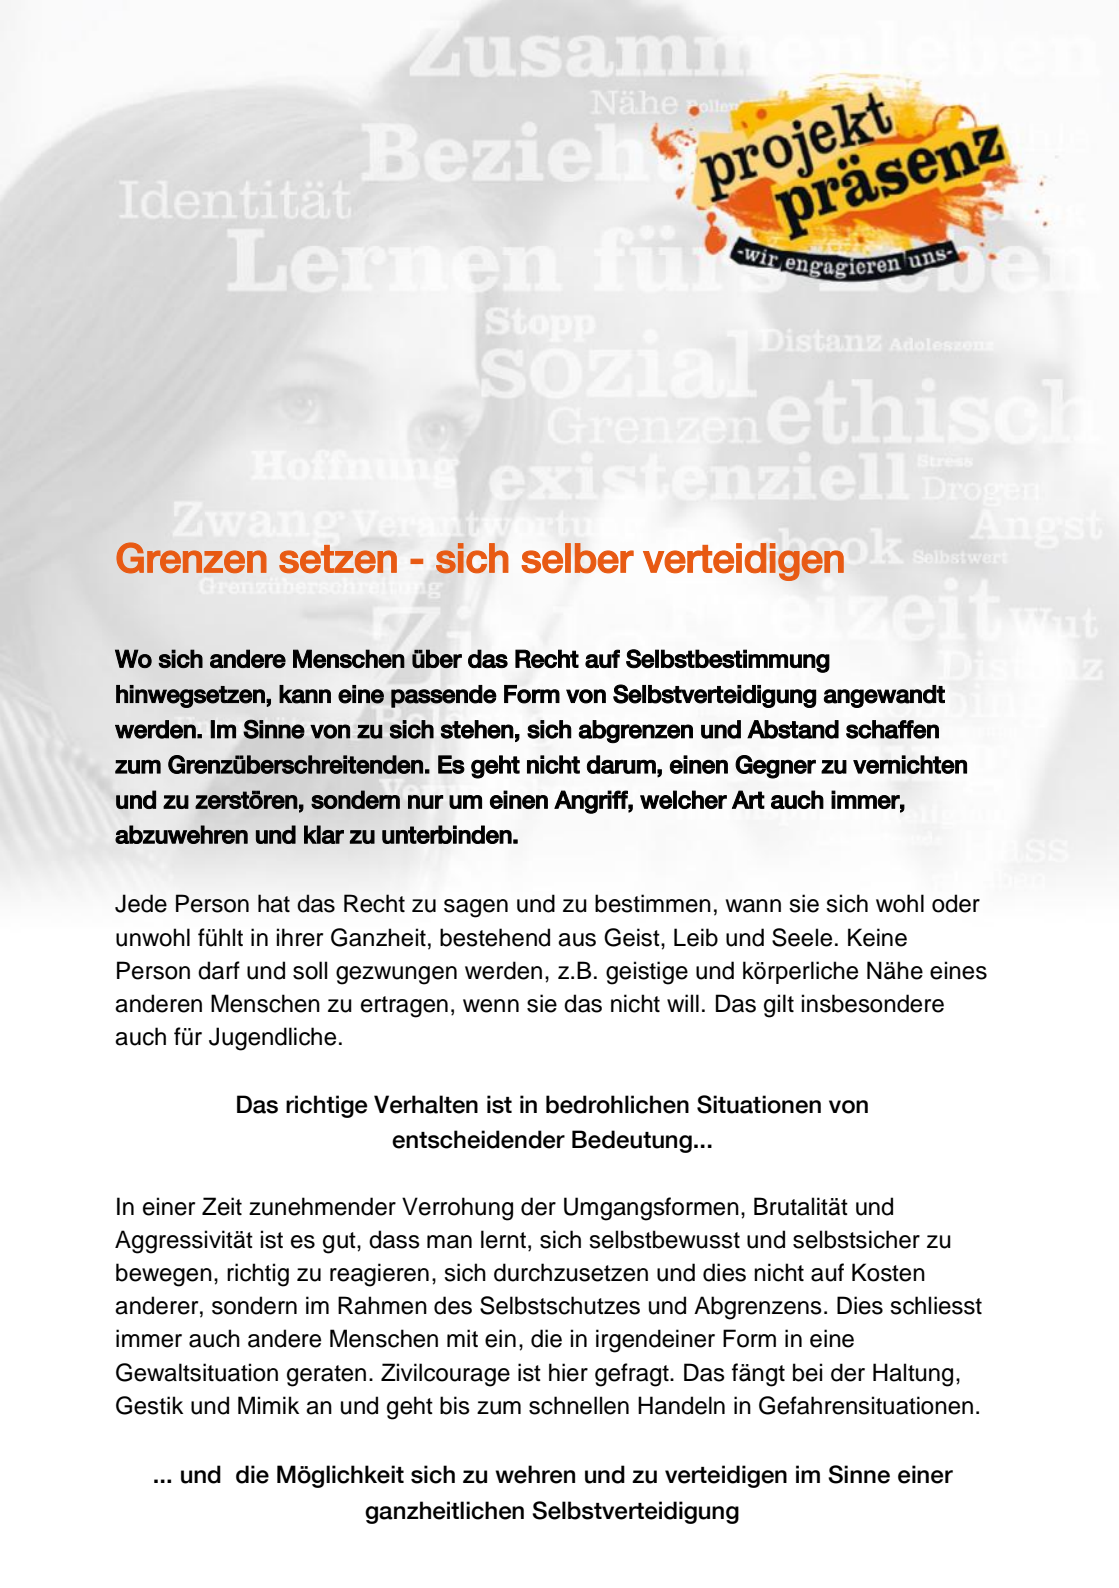 Zusammenleben
Nähe
projekt
präsenz
-wir engagieren uns-
Identität
Lernen fürs Leben
Stopp
sozial
Distanz Adoleszenz
Grenzen ethisch
Hoffnung
existenziell
Stress
Drogen
Zwang
Angst
Selbstwert
Grenzen setzen - sich selber verteidigen
Grenzüberschreitung
Wut
Wo sich andere Menschen über das Recht auf Selbstbestimmung
hinwegsetzen, kann eine passende Form von Selbstverteidigung angewandt
werden. Im Sinne von zu sich stehen, sich abgrenzen und Abstand schaffen
zum Grenzüberschreitenden. Es geht nicht darum, einen Gegner zu vernichten
und zu zerstören, sondern nur um einen Angriff, welcher Art auch immer,
abzuwehren und klar zu unterbinden.
Hass
Jede Person hat das Recht zu sagen und zu bestimmen, wann sie sich wohl oder
unwohl fühlt in ihrer Ganzheit, bestehend aus Geist, Leib und Seele. Keine
Person darf und soll gezwungen werden, z.B. geistige und körperliche Nähe eines
anderen Menschen zu ertragen, wenn sie das nicht will. Das gilt insbesondere
auch für Jugendliche.
Das richtige Verhalten ist in bedrohlichen Situationen von
entscheidender Bedeutung...
In einer Zeit zunehmender Verrohung der Umgangsformen, Brutalität und
Aggressivität ist es gut, dass man lernt, sich selbstbewusst und selbstsicher zu
bewegen, richtig zu reagieren, sich durchzusetzen und dies nicht auf Kosten
anderer, sondern im Rahmen des Selbstschutzes und Abgrenzens. Dies schliesst
immer auch andere Menschen mit ein, die in irgendeiner Form in eine
Gewaltsituation geraten. Zivilcourage ist hier gefragt. Das fängt bei der Haltung,
Gestik und Mimik an und geht bis zum schnellen Handeln in Gefahrensituationen.
... und  die Möglichkeit sich zu wehren und zu verteidigen im Sinne einer
ganzheitlichen Selbstverteidigung